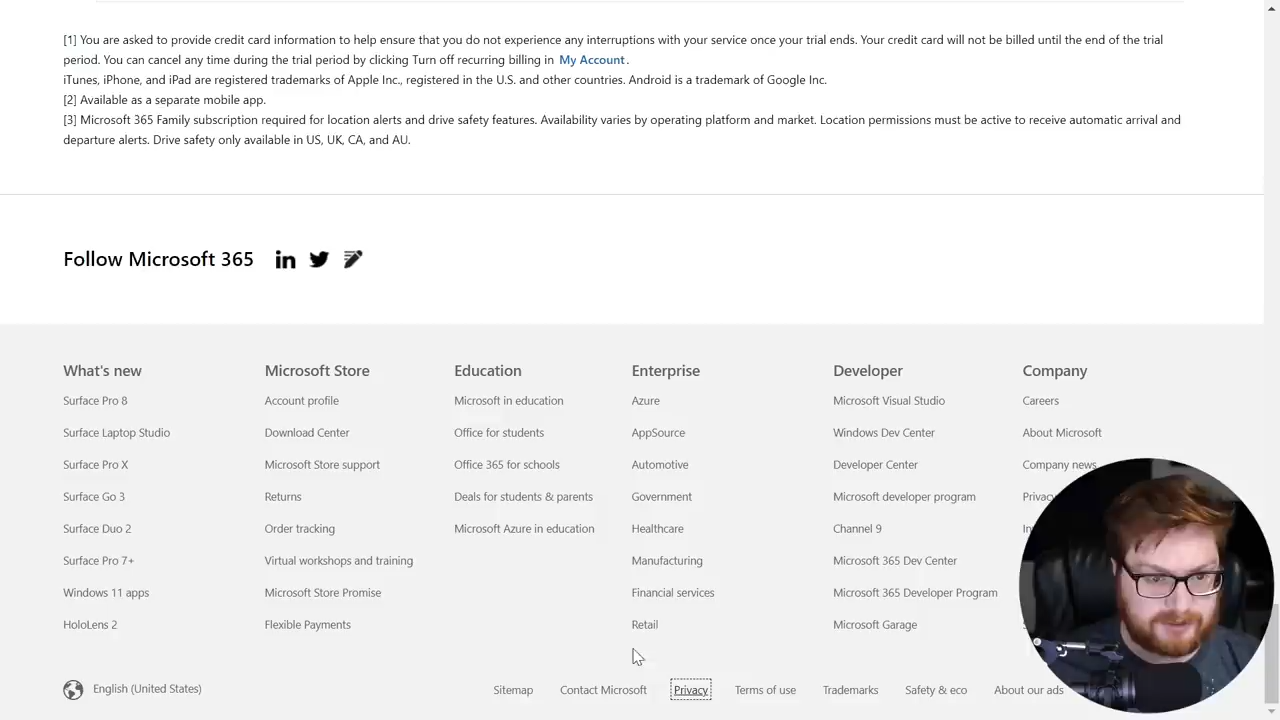 [1] You are asked to provide credit card information to help ensure that you do not experience any interruptions with your service once your trial ends. Your credit card will not be billed until the end of the trial
period. You can cancel any time during the trial period by clicking Turn off recurring billing in My Account.
iTunes, iPhone, and iPad are registered trademarks of Apple Inc., registered in the U.S. and other countries. Android is a trademark of Google Inc.
[2] Available as a separate mobile app.
[3] Microsoft 365 Family subscription required for location alerts and drive safety features. Availability varies by operating platform and market. Location permissions must be active to receive automatic arrival and
departure alerts. Drive safety only available in US, UK, CA, and AU.
Follow Microsoft 365
What's new
Surface Pro 8
Surface Laptop Studio
Surface Pro X
Surface Go 3
Surface Duo 2
Surface Pro 7+
Windows 11 apps
HoloLens 2
Microsoft Store
Account profile
Download Center
Microsoft Store support
Returns
Order tracking
Virtual workshops and training
Microsoft Store Promise
Flexible Payments
Education
Microsoft in education
Office for students
Office 365 for schools
Deals for students & parents
Microsoft Azure in education
Enterprise
Azure
AppSource
Automotive
Government
Healthcare
Manufacturing
Financial services
Retail
Developer
Microsoft Visual Studio
Windows Dev Center
Developer Center
Microsoft developer program
Channel 9
Microsoft 365 Dev Center
Microsoft 365 Developer Program
Microsoft Garage
Company
Careers
About Microsoft
Company news
English (United States)
Sitemap
Contact Microsoft
Privacy
Terms of use
Trademarks
Safety & eco
About our ads